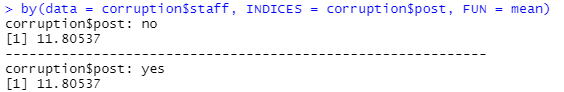 > by(data = corruption$staff, INDICES = corruption$post, FUN = mean)
corruption$post: no
[1] 11.80537
------------------------------------------------------------
corruption$post: yes
[1] 11.80537